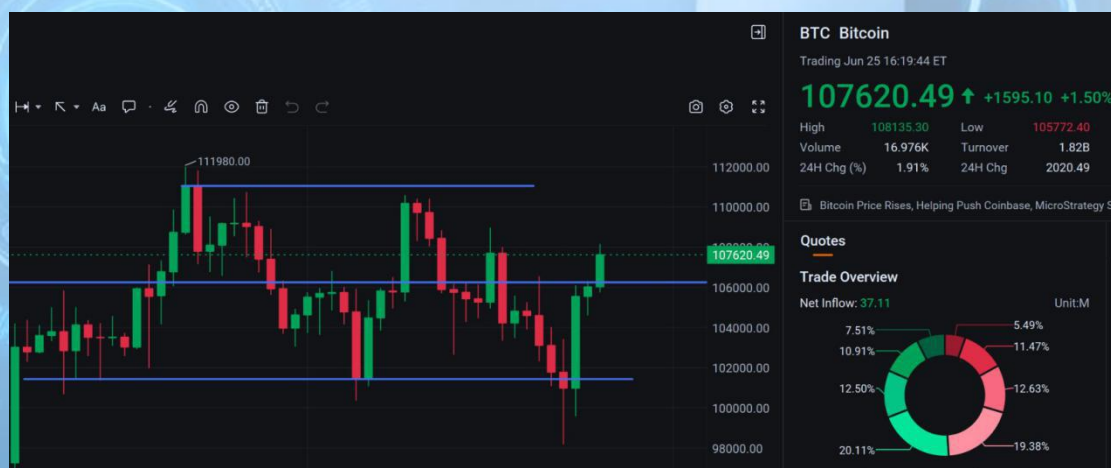 BTC Bitcoin
Trading Jun 25 16:19:44 ET
107620.49 +1595.10 +1.50%
High 108135.30 Low 105772.40
Volume 16.976K Turnover 1.82B
24H Chg (%) 1.91% 24H Chg 2020.49
Bitcoin Price Rises, Helping Push Coinbase, MicroStrategy S
Quotes
Trade Overview
Net Inflow: 37.11 Unit:M
7.51% 5.49%
10.91% 11.47%
12.50% 12.63%
20.11% 19.38%
Aa
111980.00
112000.00
110000.00
107620.49
106000.00
104000.00
102000.00
100000.00
98000.00